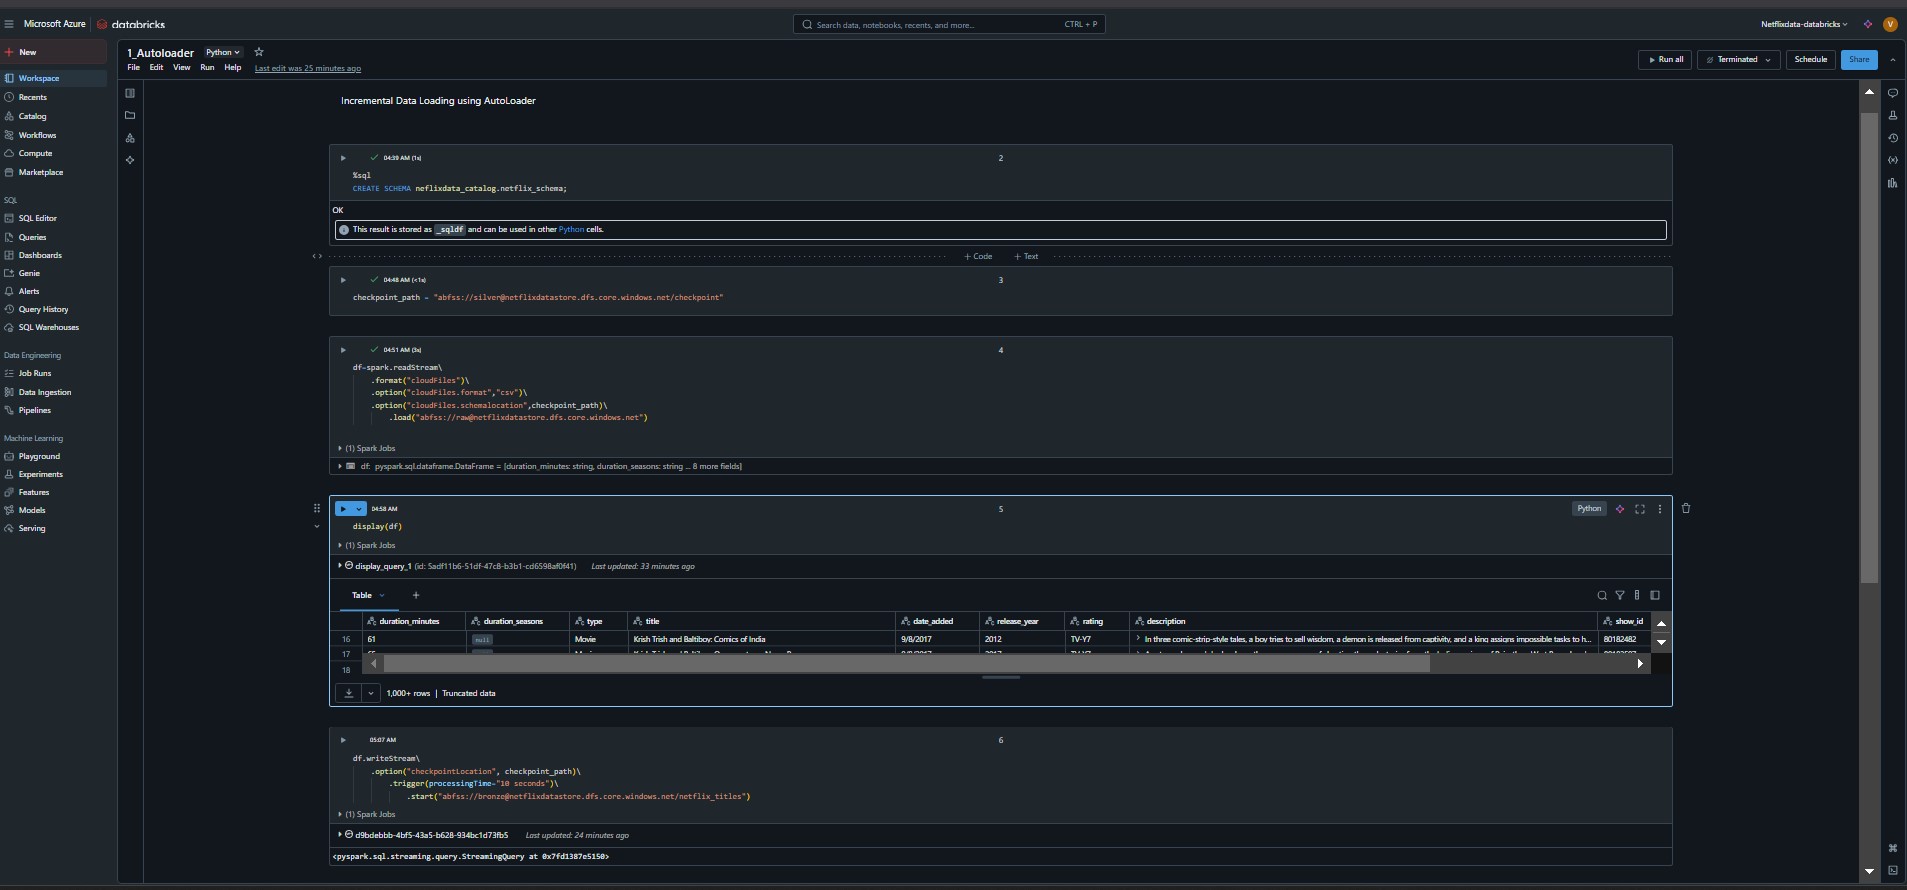 Microsoft Azure databricks
Search data, notebooks, recents, and more... CTRL + P
Netflixdata-databricks V
New
Workspace
Recents
Catalog
Workflows
Compute
Marketplace
SQL
SQL Editor
Queries
Dashboards
Genie
Alerts
Query History
SQL Warehouses
Data Engineering
Job Runs
Data Ingestion
Pipelines
Machine Learning
Playground
Experiments
Features
Models
Serving
1_Autoloader Python
File Edit View Run Help Last edit was 25 minutes ago
Run all Terminated Schedule Share
Incremental Data Loading using AutoLoader
04:39 AM (1s) 2
%sql
CREATE SCHEMA neflixdata_catalog.netflix_schema;
OK
This result is stored as _sqldf and can be used in other Python cells.
+ Code + Text
04:48 AM (<1s) 3
checkpoint_path = "abfss://silver@netflixdatastore.dfs.core.windows.net/checkpoint"
04:51 AM (3s) 4
df=spark.readStream\
.format("cloudFiles")\
.option("cloudFiles.format","csv")\
.option("cloudFiles.schemalocation",checkpoint_path)\
.load("abfss://raw@netflixdatastore.dfs.core.windows.net")
(1) Spark Jobs
df: pyspark.sql.dataframe.DataFrame = [duration_minutes: string, duration_seasons: string ... 8 more fields]
04:58 AM 5 Python
display(df)
(1) Spark Jobs
display_query_1 (id: 5adf11b6-51df-47c8-b3b1-cd6598af0f41) Last updated: 33 minutes ago
Table +
duration_minutes duration_seasons type title date_added release_year rating description show_id
16 61 null Movie Krish Trish and Baltiboy: Comics of India 9/8/2017 2012 TV-Y7 In three comic-strip-style tales, a boy tries to sell wisdom, a demon is released from captivity, and a king assigns impossible tasks to h... 80182482
17
18
1,000+ rows | Truncated data
05:07 AM 6
df.writeStream\
.option("checkpointLocation", checkpoint_path)\
.trigger(processingTime="10 seconds")\
.start("abfss://bronze@netflixdatastore.dfs.core.windows.net/netflix_titles")
(1) Spark Jobs
d9bdebbb-4bf5-43a5-b628-934bc1d73fb5 Last updated: 24 minutes ago
<pyspark.sql.streaming.query.StreamingQuery at 0x7fd1387e5150>